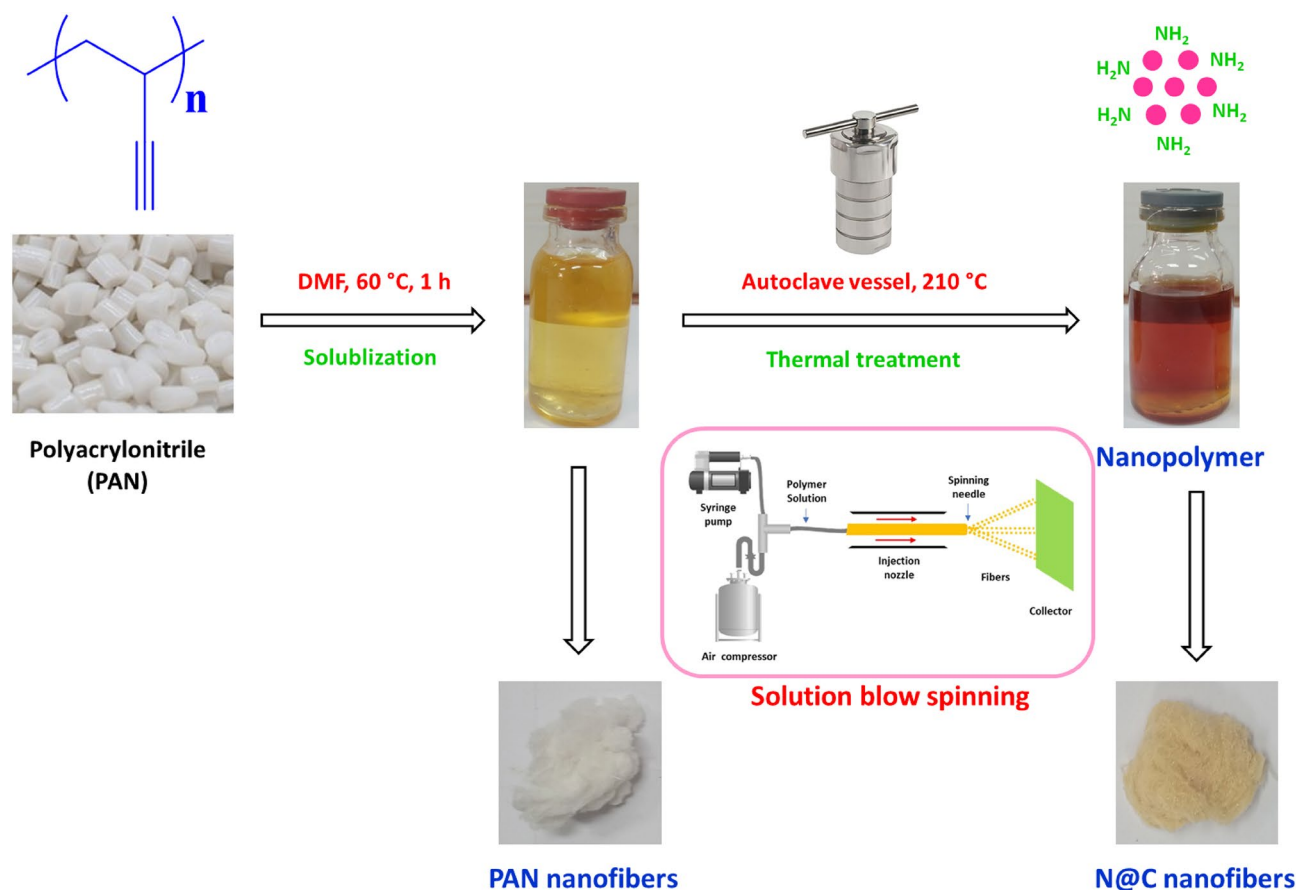 n
NH₂
H₂N
NH₂
H₂N
NH₂
NH₂
DMF, 60 °C, 1 h
Solublization
Autoclave vessel, 210 °C
Thermal treatment
Polyacrylonitrile
(PAN)
Nanopolymer
Syringe
pump
Polymer
Solution
Spinning
needle
Injection
nozzle
Fibers
Collector
Air compressor
Solution blow spinning
PAN nanofibers
N@C nanofibers